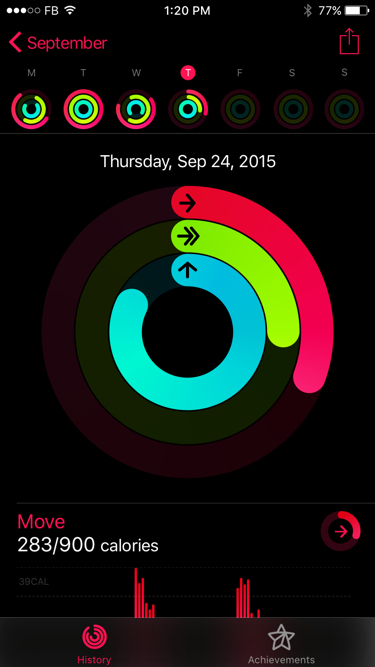 FB 1:20 PM 77%
September
M T W T F S S
Thursday, Sep 24, 2015
Move
283/900 calories
39CAL
History Achievements